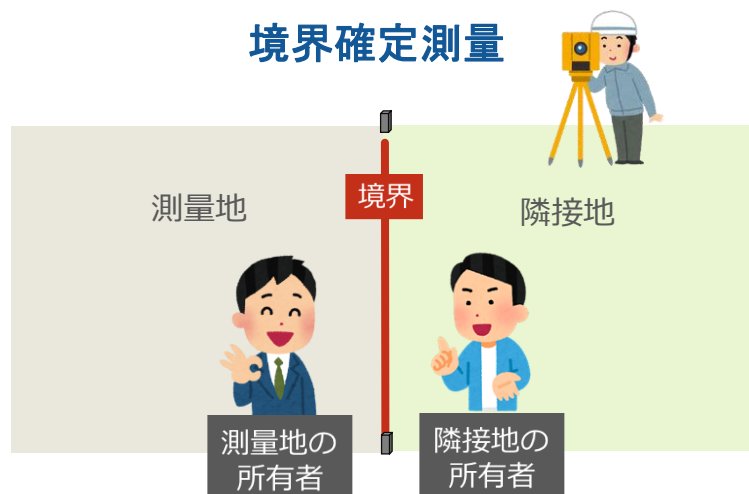 境界確定測量
測量地
境界
隣接地
測量地の
所有者
隣接地の
所有者